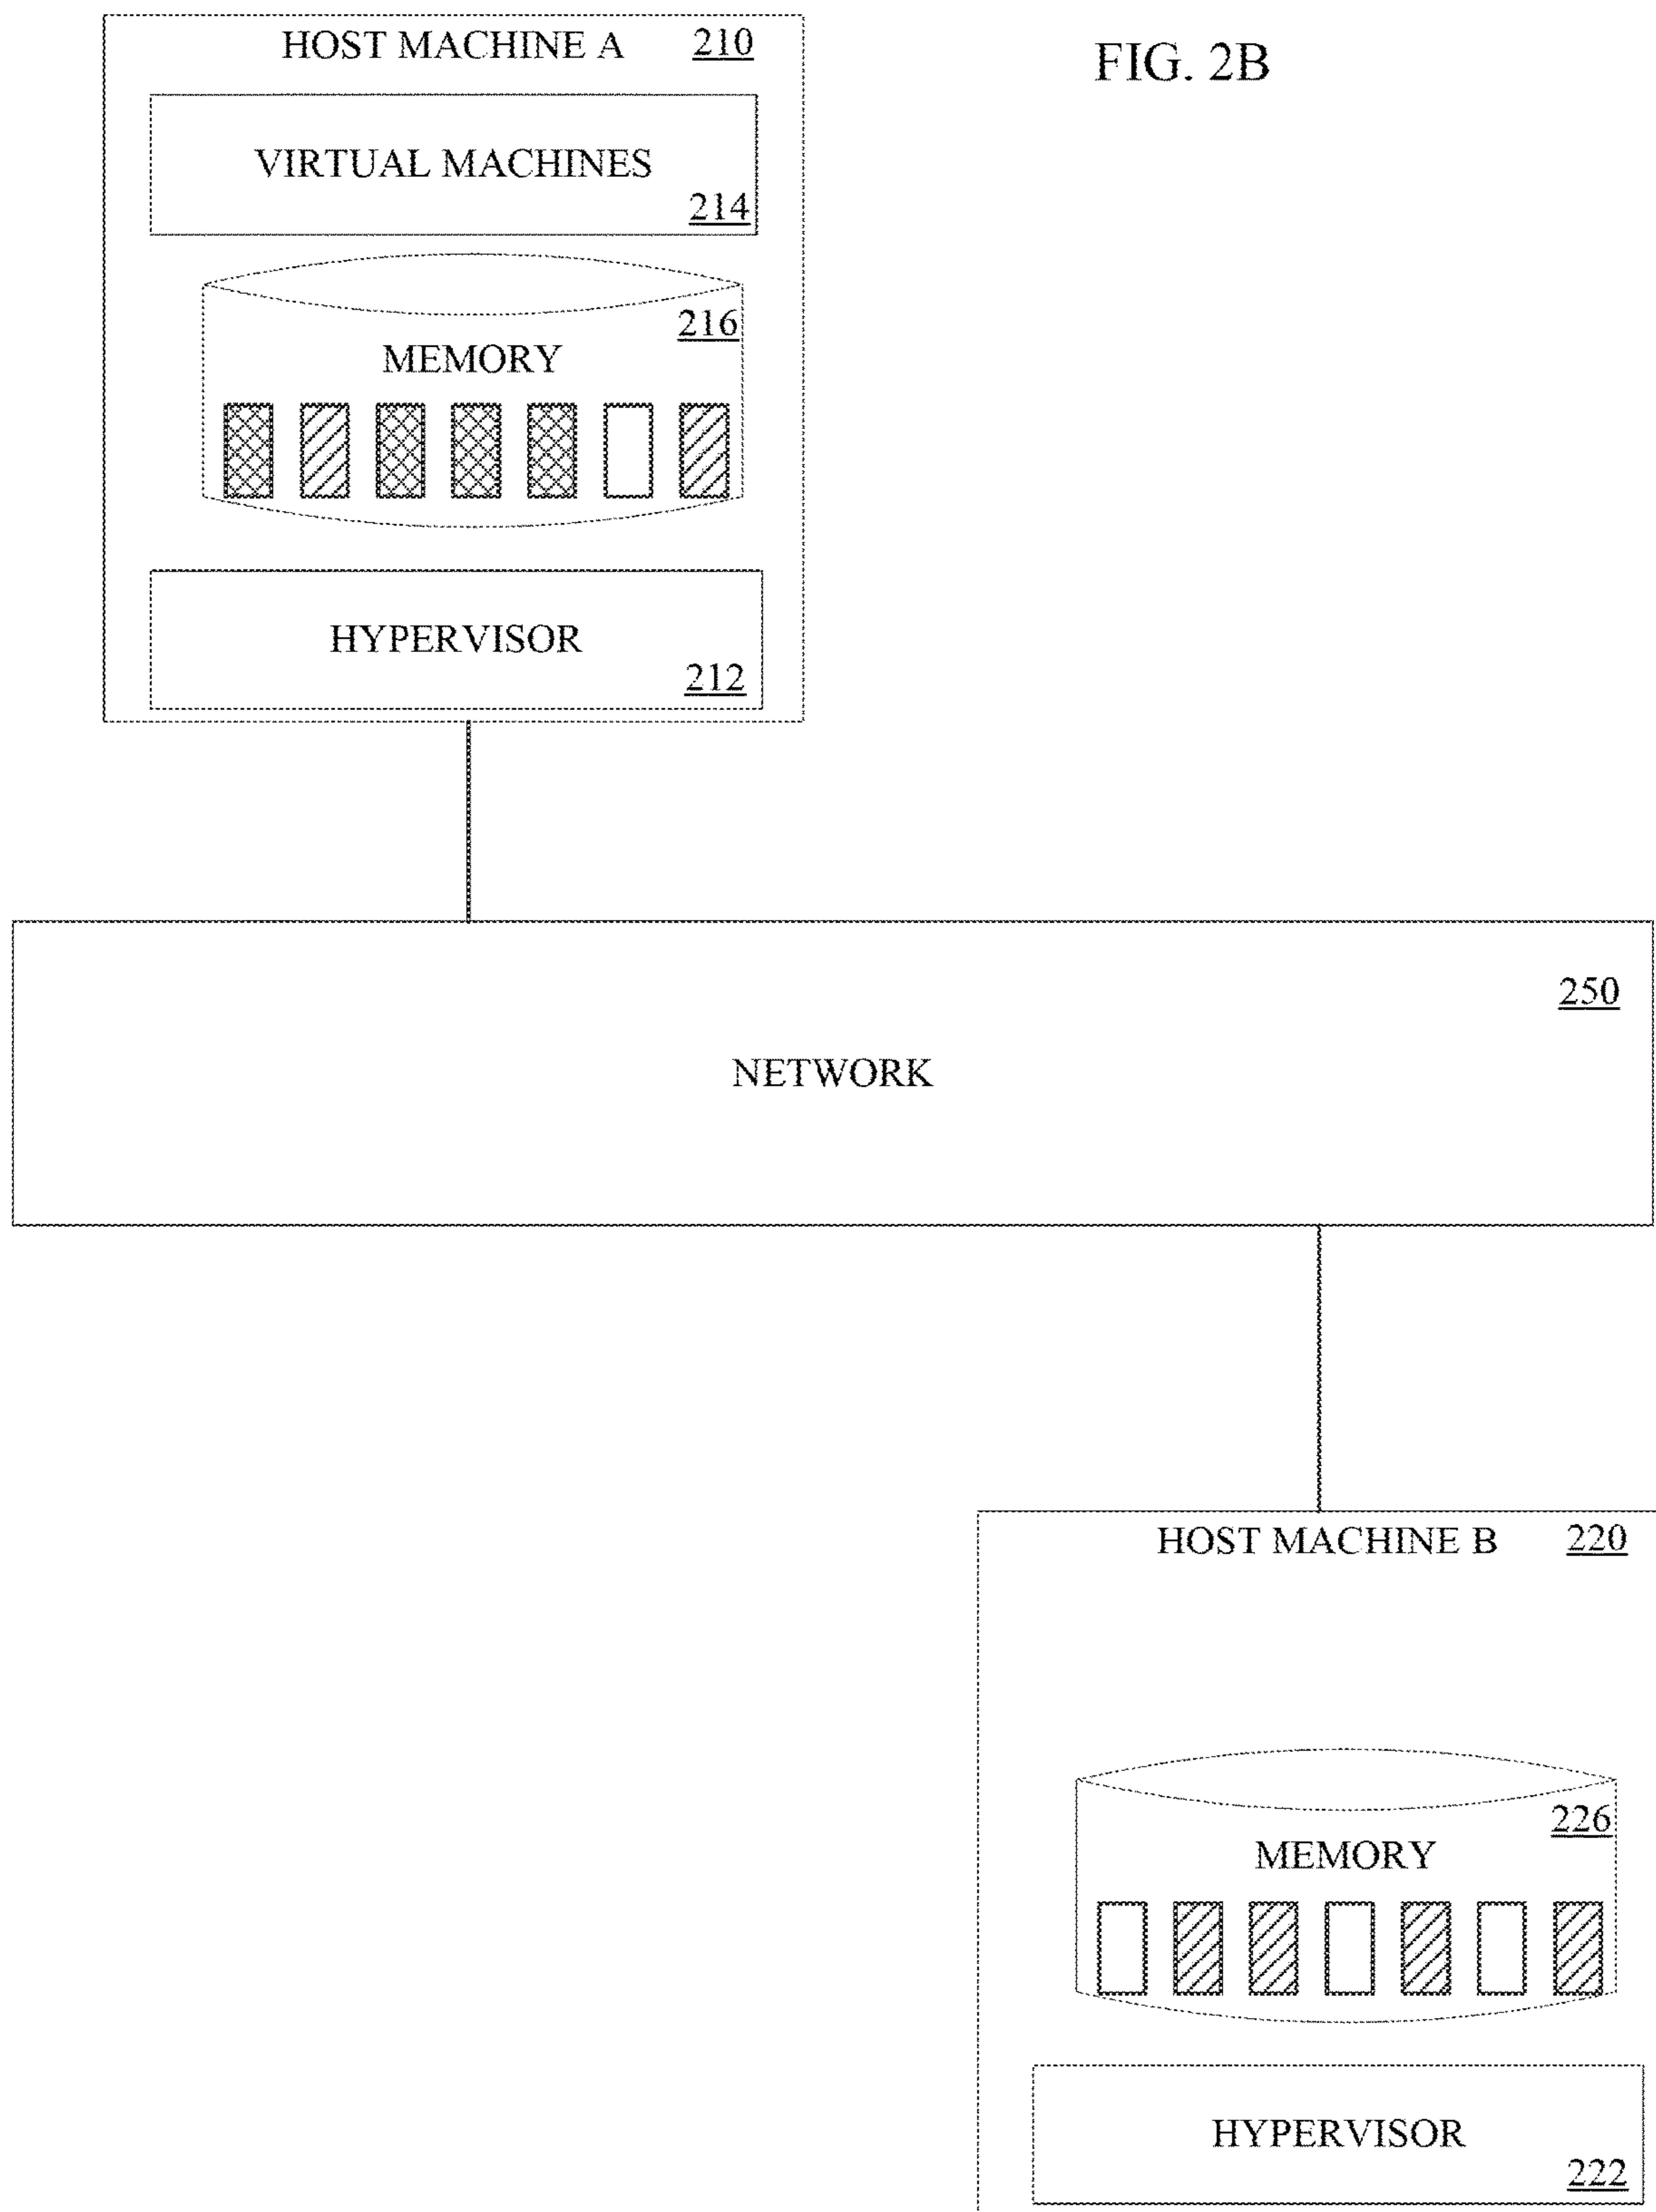 HOST MACHINE A 210
FIG. 2B
VIRTUAL MACHINES
214
216
MEMORY
HYPERVISOR
212
250
NETWORK
HOST MACHINE B 220
226
MEMORY
HYPERVISOR
222